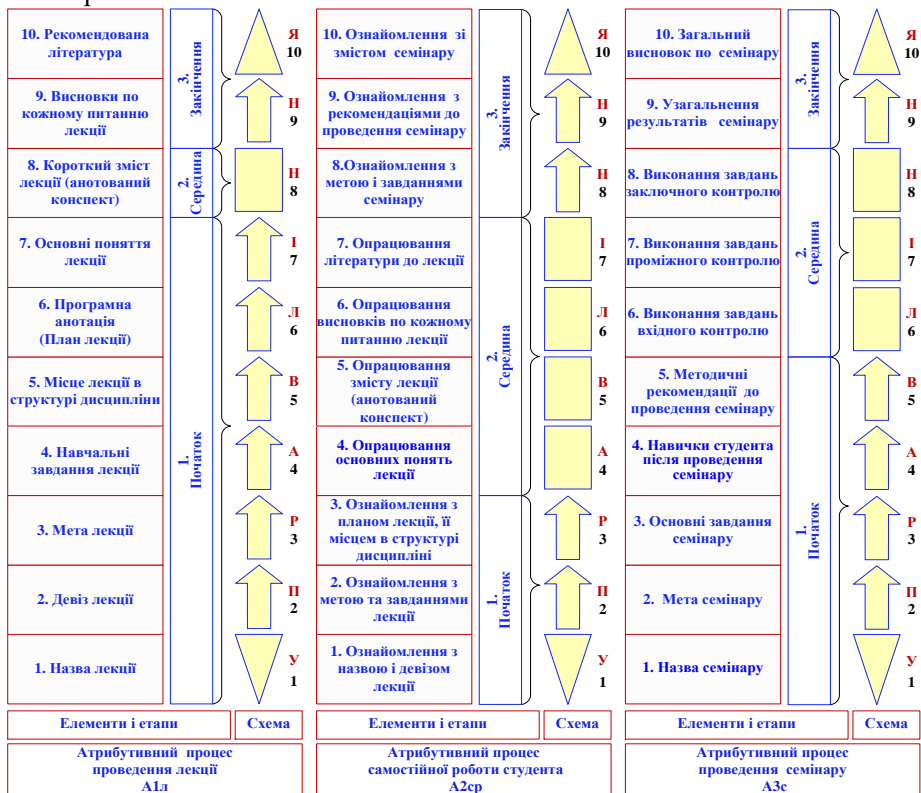 10. Рекомендована
література
9. Висновки по
кожному питанню
лекції
8. Короткий зміст
лекції (анотований
конспект)
7. Основні поняття
лекції
6. Програмна
анотація
(План лекції)
5. Місце лекції в
структурі дисципліни
4. Навчальні
завдання лекції
3. Мета лекції
2. Девіз лекції
1. Назва лекції
3.
Закінчення
2.
Середина
1.
Початок
Я
10
Н
9
Н
8
І
7
Л
6
В
5
А
4
Р
3
П
2
У
1
Елементи і етапи
Схема
Атрибутивний процес
проведення лекції
А1л
10. Ознайомлення зі
змістом семінару
9. Ознайомлення з
рекомендаціями до
проведення семінару
8.Ознайомлення з
метою і завданнями
семінару
7. Опрацювання
літератури до лекції
6. Опрацювання
висновків по кожному
питанню лекції
5. Опрацювання
змісту лекції
(анотований
конспект)
4. Опрацювання
основних понять
лекції
3. Ознайомлення з
планом лекції, її
місцем в структурі
дисципліні
2. Ознайомлення з
метою та завданнями
лекції
1. Ознайомлення з
назвою і девізом
лекції
3.
Закінчення
2.
Середина
1.
Початок
Я
10
Н
9
Н
8
І
7
Л
6
В
5
А
4
Р
3
П
2
У
1
Елементи і етапи
Схема
Атрибутивний процес
самостійної роботи студента
А2ср
10. Загальний
висновок по семінару
9. Узагальнення
результатів семінару
8. Виконання завдань
заключного контролю
7. Виконання завдань
проміжного контролю
6. Виконання завдань
вхідного контролю
5. Методичні
рекомендації до
проведення семінару
4. Навички студента
після проведення
семінару
3. Основні завдання
семінару
2. Мета семінару
1. Назва семінару
3.
Закінчення
2.
Середина
1.
Початок
Я
10
Н
9
Н
8
І
7
Л
6
В
5
А
4
Р
3
П
2
У
1
Елементи і етапи
Схема
Атрибутивний процес
проведення семінару
А3с